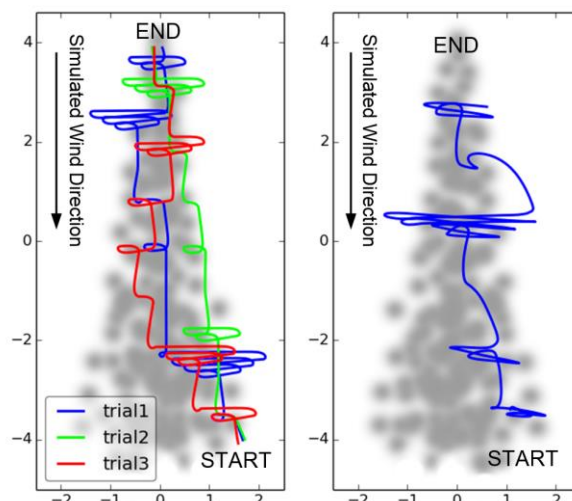 END
END
Simulated Wind Direction
Simulated Wind Direction
4
2
0
−2
−4
4
2
0
−2
−4
trial1
trial2
trial3
START
START
−2
−1
0
1
2
−2
−1
0
1
2